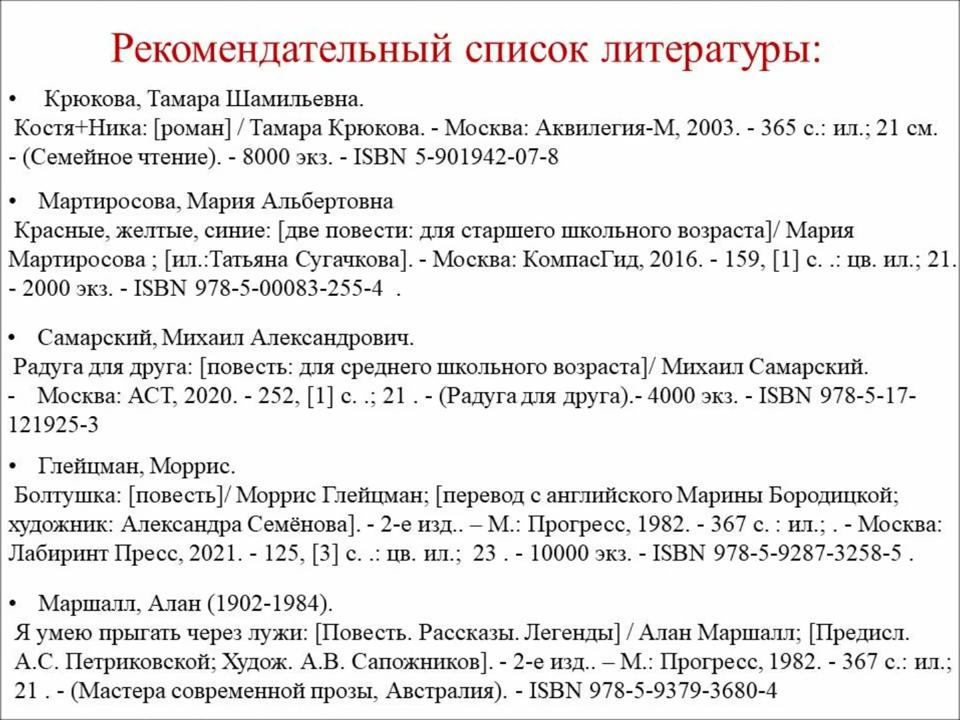 Рекомендательный список литературы:
• Крюкова, Тамара Шамильевна.
Костя+Ника: [роман] / Тамара Крюкова. - Москва: Аквилегия-М, 2003. - 365 с.: ил.; 21 см.
- (Семейное чтение). - 8000 экз. - ISBN 5-901942-07-8
• Мартиросова, Мария Альбертовна
Красные, желтые, синие: [две повести: для старшего школьного возраста]/ Мария
Мартиросова ; [ил.:Татьяна Сугачкова]. - Москва: КомпасГид, 2016. - 159, [1] с. .: цв. ил.; 21.
- 2000 экз. - ISBN 978-5-00083-255-4 .
• Самарский, Михаил Александрович.
Радуга для друга: [повесть: для среднего школьного возраста]/ Михаил Самарский.
- Москва: АСТ, 2020. - 252, [1] с. .; 21 . - (Радуга для друга).- 4000 экз. - ISBN 978-5-17-
121925-3
• Глейцман, Моррис.
Болтушка: [повесть]/ Моррис Глейцман; [перевод с английского Марины Бородицкой;
художник: Александра Семёнова]. - 2-е изд.. – М.: Прогресс, 1982. - 367 с. : ил.; . - Москва:
Лабиринт Пресс, 2021. - 125, [3] с. .: цв. ил.; 23 . - 10000 экз. - ISBN 978-5-9287-3258-5 .
• Маршалл, Алан (1902-1984).
Я умею прыгать через лужи: [Повесть. Рассказы. Легенды] / Алан Маршалл; [Предисл.
А.С. Петриковской; Худож. А.В. Сапожников]. - 2-е изд.. – М.: Прогресс, 1982. - 367 с.: ил.;
21 . - (Мастера современной прозы, Австралия). - ISBN 978-5-9379-3680-4